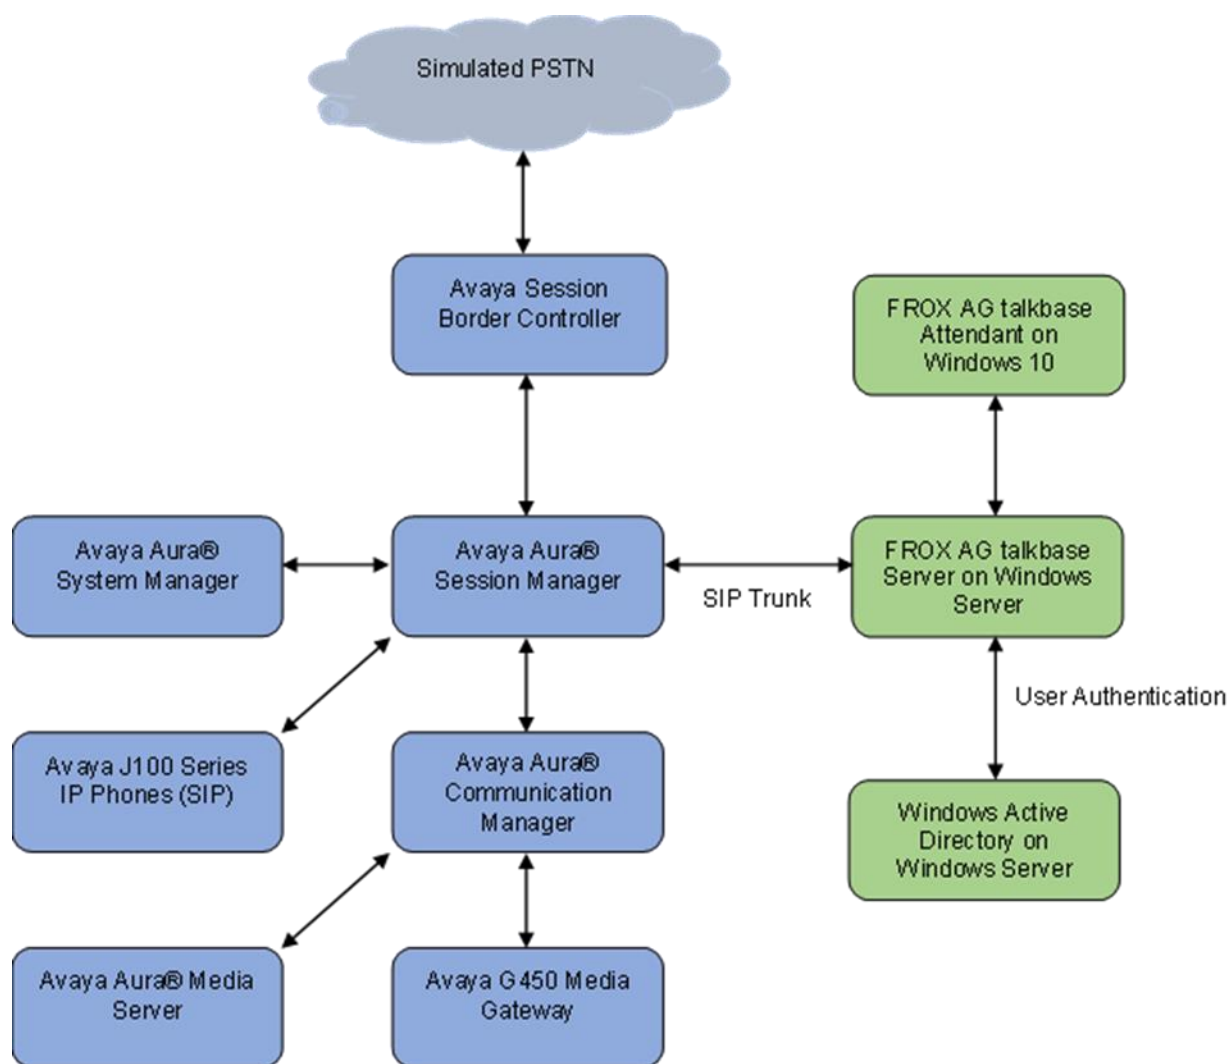 Simulated PSTN
Avaya Session
Border Controller
FROX AG talkbase
Attendant on
Windows 10
Avaya Aura®
System Manager
Avaya Aura®
Session Manager
SIP Trunk
FROX AG talkbase
Server on Windows
Server
User Authentication
Avaya J100 Series
IP Phones (SIP)
Avaya Aura®
Communication
Manager
Windows Active
Directory on
Windows Server
Avaya Aura® Media
Server
Avaya G450 Media
Gateway